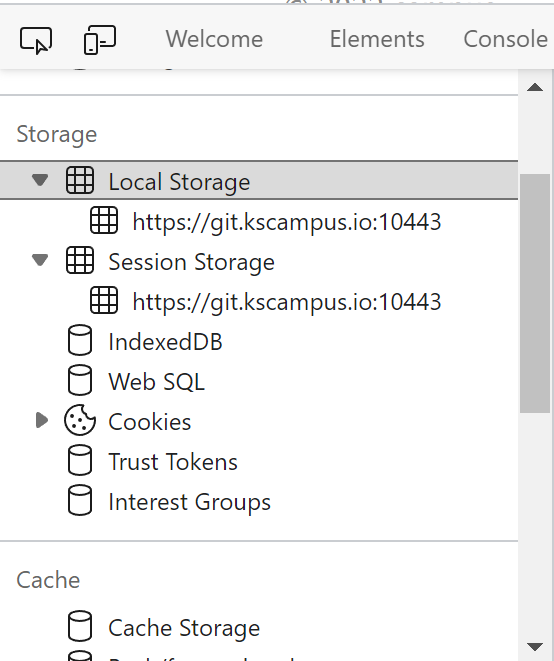 Welcome Elements Console
Storage
Local Storage
https://git.kscampus.io:10443
Session Storage
https://git.kscampus.io:10443
IndexedDB
Web SQL
Cookies
Trust Tokens
Interest Groups
Cache
Cache Storage